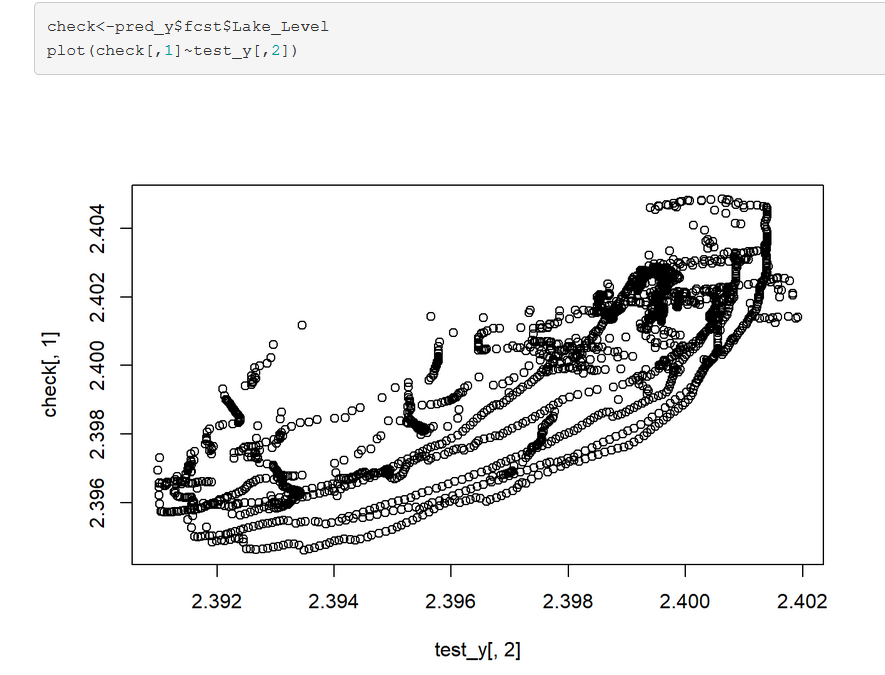 check<-pred_y$fcst$Lake_Level
plot(check[,1]~test_y[,2])
2.404
2.402
2.400
2.398
2.396
check[, 1]
2.392 2.394 2.396 2.398 2.400 2.402
test_y[, 2]